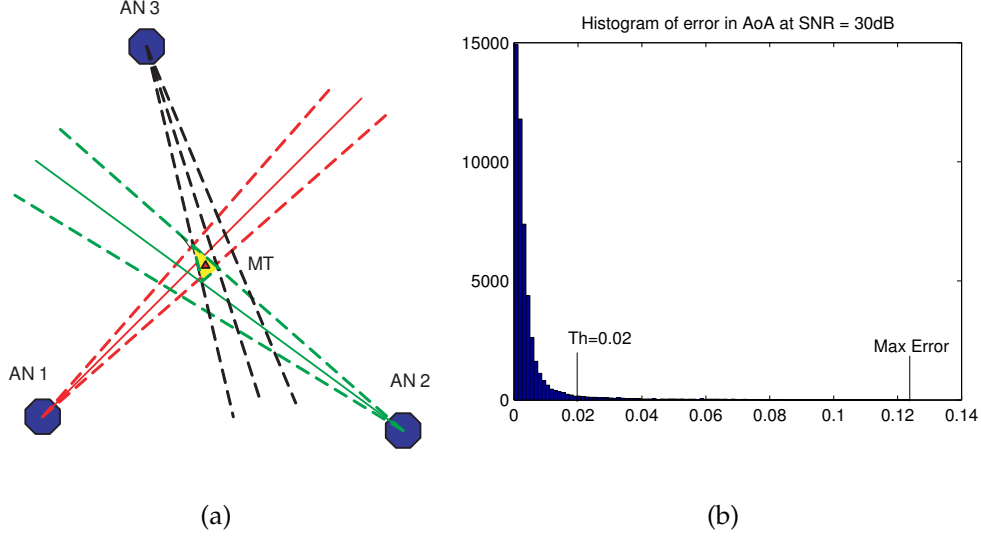 AN 3
MT
AN 1
AN 2
(a)
Histogram of error in AoA at SNR = 30dB
15000
10000
5000
0
Th=0.02
Max Error
0
0.02
0.04
0.06
0.08
0.1
0.12
0.14
(b)